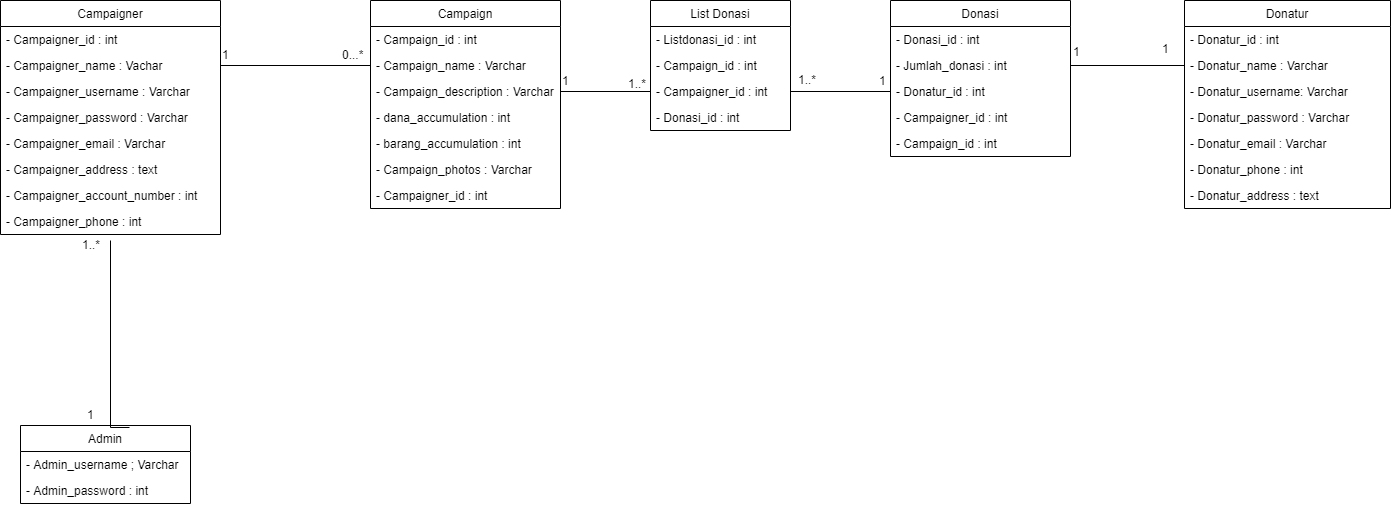 Campaigner
- Campaigner_id : int
- Campaigner_name : Vachar
- Campaigner_username : Varchar
- Campaigner_password : Varchar
- Campaigner_email : Varchar
- Campaigner_address : text
- Campaigner_account_number : int
- Campaigner_phone : int
1
0...*
Campaign
- Campaign_id : int
- Campaign_name : Varchar
- Campaign_description : Varchar
- dana_accumulation : int
- barang_accumulation : int
- Campaign_photos : Varchar
- Campaigner_id : int
1
1..*
List Donasi
- Listdonasi_id : int
- Campaign_id : int
- Campaigner_id : int
- Donasi_id : int
1..*
1
Donasi
- Donasi_id : int
- Jumlah_donasi : int
- Donatur_id : int
- Campaigner_id : int
- Campaign_id : int
1
1
Donatur
- Donatur_id : int
- Donatur_name : Varchar
- Donatur_username: Varchar
- Donatur_password : Varchar
- Donatur_email : Varchar
- Donatur_phone : int
- Donatur_address : text
1..*
1
Admin
- Admin_username ; Varchar
- Admin_password : int